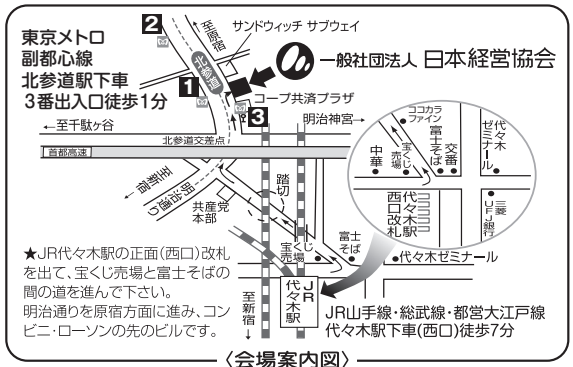 東京メトロ
副都心線
北参道駅下車
3番出入口徒歩1分
2
至原宿
サンドウィッチ サブウェイ
一般社団法人 日本経営協会
北参道
1
コープ共済プラザ
3
←至千駄ヶ谷
明治神宮→
北参道交差点
首都高速
至新宿
明治通り
共産党
本部
踏切
宝くじ
売場
富士
そば
代々木ゼミナール
ココカラ
ファイン
中華
宝くじ
売場
富士そば
交番
代々木
ゼミナール
代々木駅
西口改札
三菱
UFJ銀行
★JR代々木駅の正面(西口)改札
を出て、宝くじ売場と富士そばの
間の道を進んで下さい。
明治通りを原宿方面に進み、コン
ビニ・ローソンの先のビルです。
至新宿
↓
JR
代々木駅
JR山手線・総武線・都営大江戸線
代々木駅下車(西口)徒歩7分
〈会場案内図〉